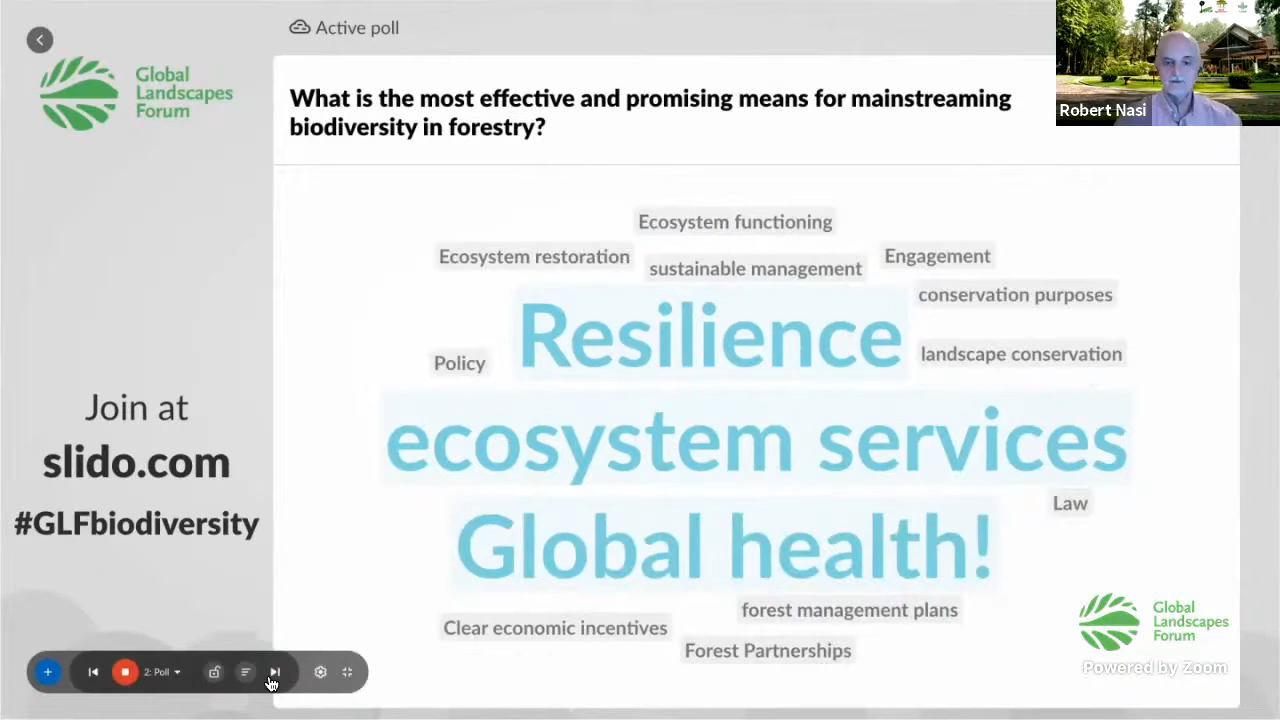 Active poll
Global
Landscapes
Forum
What is the most effective and promising means for mainstreaming
biodiversity in forestry?
Robert Nasi
Ecosystem functioning
Ecosystem restoration
sustainable management
Engagement
conservation purposes
Resilience
landscape conservation
Policy
Join at
slido.com
#GLFbiodiversity
ecosystem services
Law
Global health!
forest management plans
Clear economic incentives
Forest Partnerships
Global
Landscapes
Forum
Powered by Zoom
2: Poll